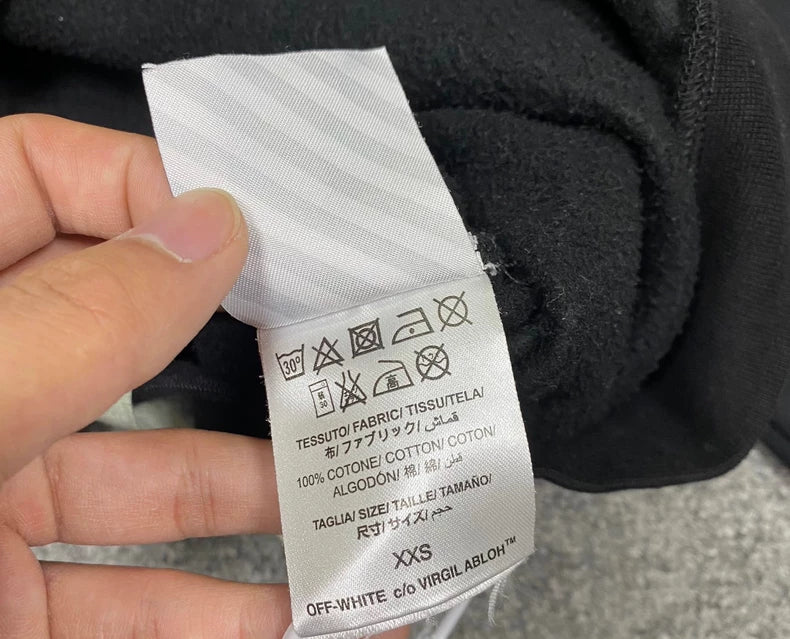 30°
TESSUTO/ FABRIC/ TISSU/TELA/
布/ファブリック/ قماش/
100% COTONE/ COTTON/ COTON/
ALGODÓN/ 棉/ 綿/ قطن/
TAGLIA/ SIZE/ TAILLE/ TAMAÑO/
尺寸/サイズ/حجم/
XXS
OFF-WHITE c/o VIRGIL ABLOH™